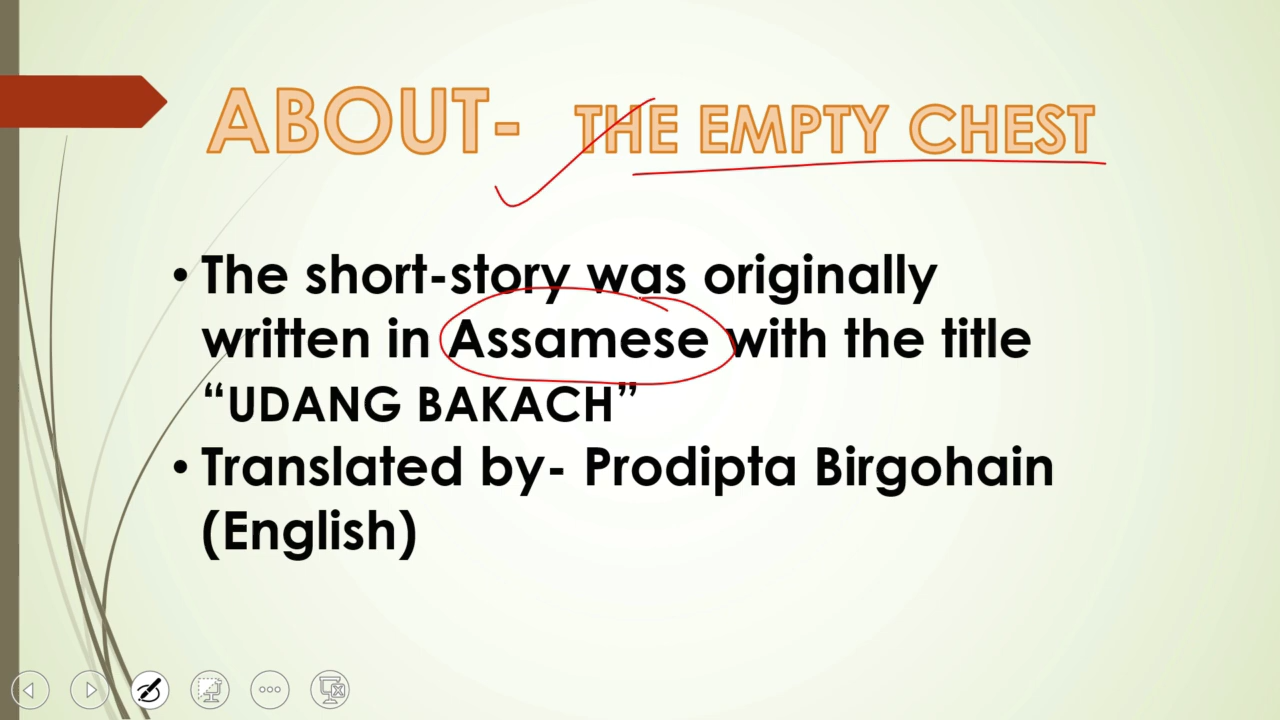 ABOUT- THE EMPTY CHEST
• The short-story was originally
written in Assamese with the title
“UDANG BAKACH”
• Translated by- Prodipta Birgohain
(English)